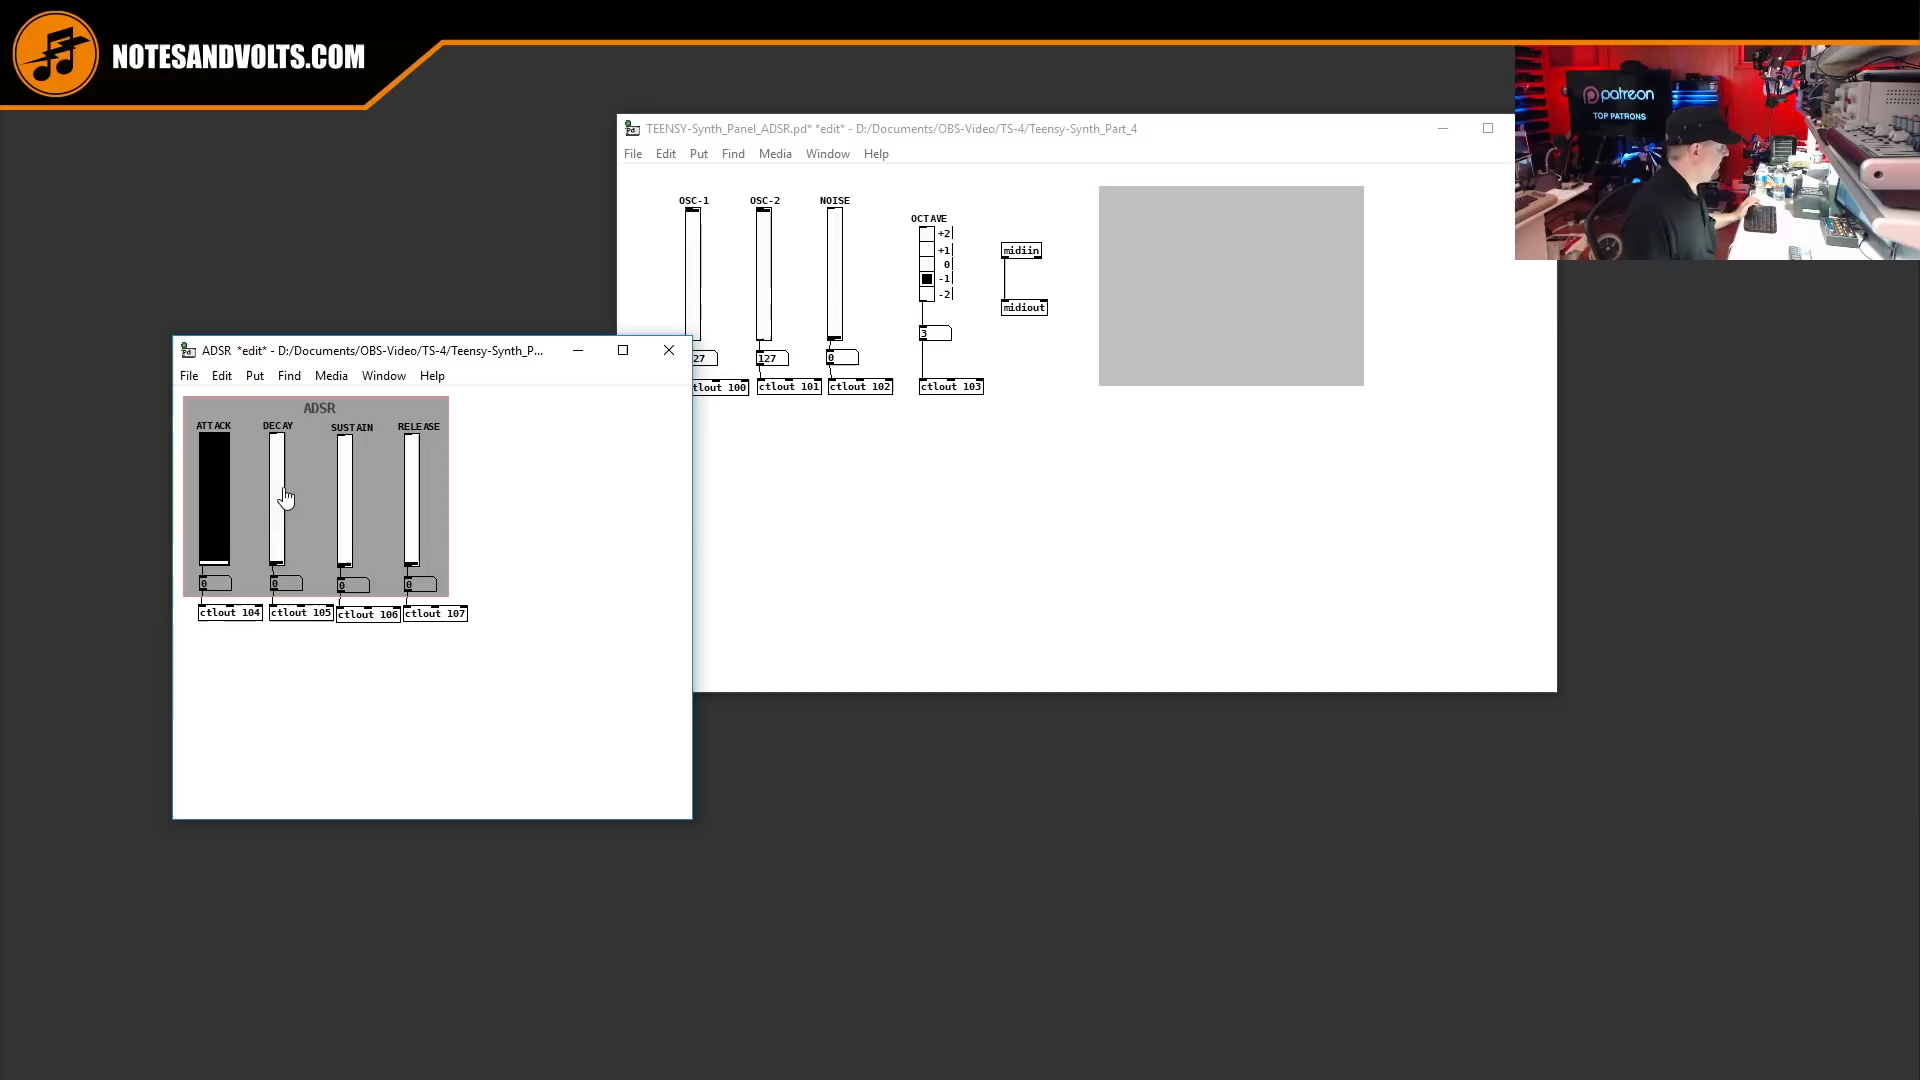 NOTESANDVOLTS.COM
patreon
TOP PATRONS
TEENSY-Synth_Panel_ADSR.pd* *edit* - D:/Documents/OBS-Video/TS-4/Teensy-Synth_Part_4
File Edit Put Find Media Window Help
OSC-1 OSC-2 NOISE
OCTAVE
+2
+1
0
-1
-2
midiin
midiout
3
27 127 0
tlout 100 ctlout 101 ctlout 102 ctlout 103
ADSR *edit* - D:/Documents/OBS-Video/TS-4/Teensy-Synth_P...
File Edit Put Find Media Window Help
ADSR
ATTACK DECAY SUSTAIN RELEASE
0 0 0 0
ctlout 104 ctlout 105 ctlout 106 ctlout 107